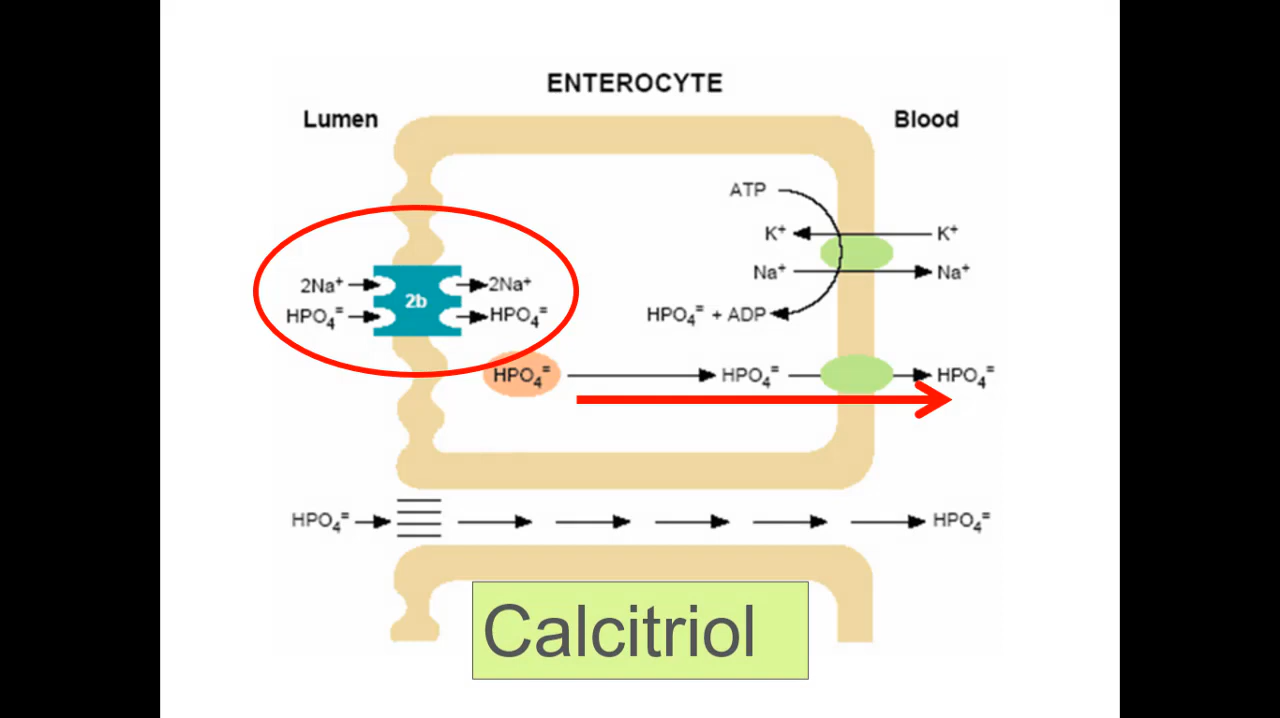 ENTEROCYTE
Lumen
Blood
ATP
K⁺ K⁺
Na⁺ Na⁺
2Na⁺ 2b 2Na⁺
HPO₄⁼ HPO₄⁼ HPO₄⁼ + ADP
HPO₄⁼ HPO₄⁼ HPO₄⁼
HPO₄⁼ HPO₄⁼
Calcitriol